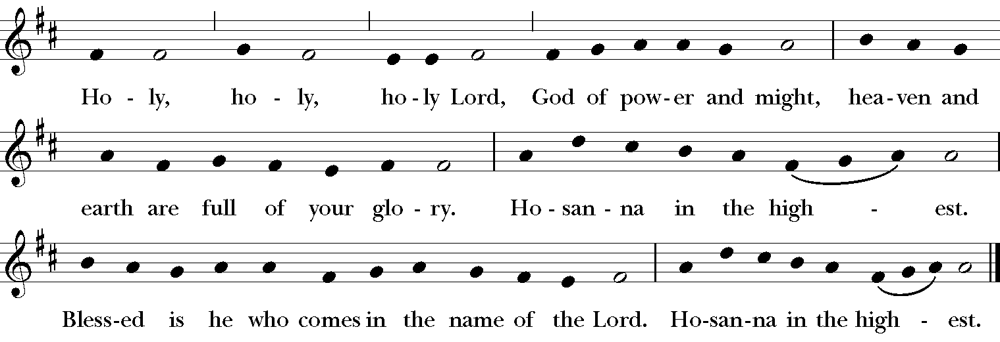 Ho - ly, ho - ly, ho - ly Lord, God of pow - er and might, hea - ven and
earth are full of your glo - ry. Ho - san - na in the high - est.
Bless-ed is he who comes in the name of the Lord. Ho-san-na in the high - est.